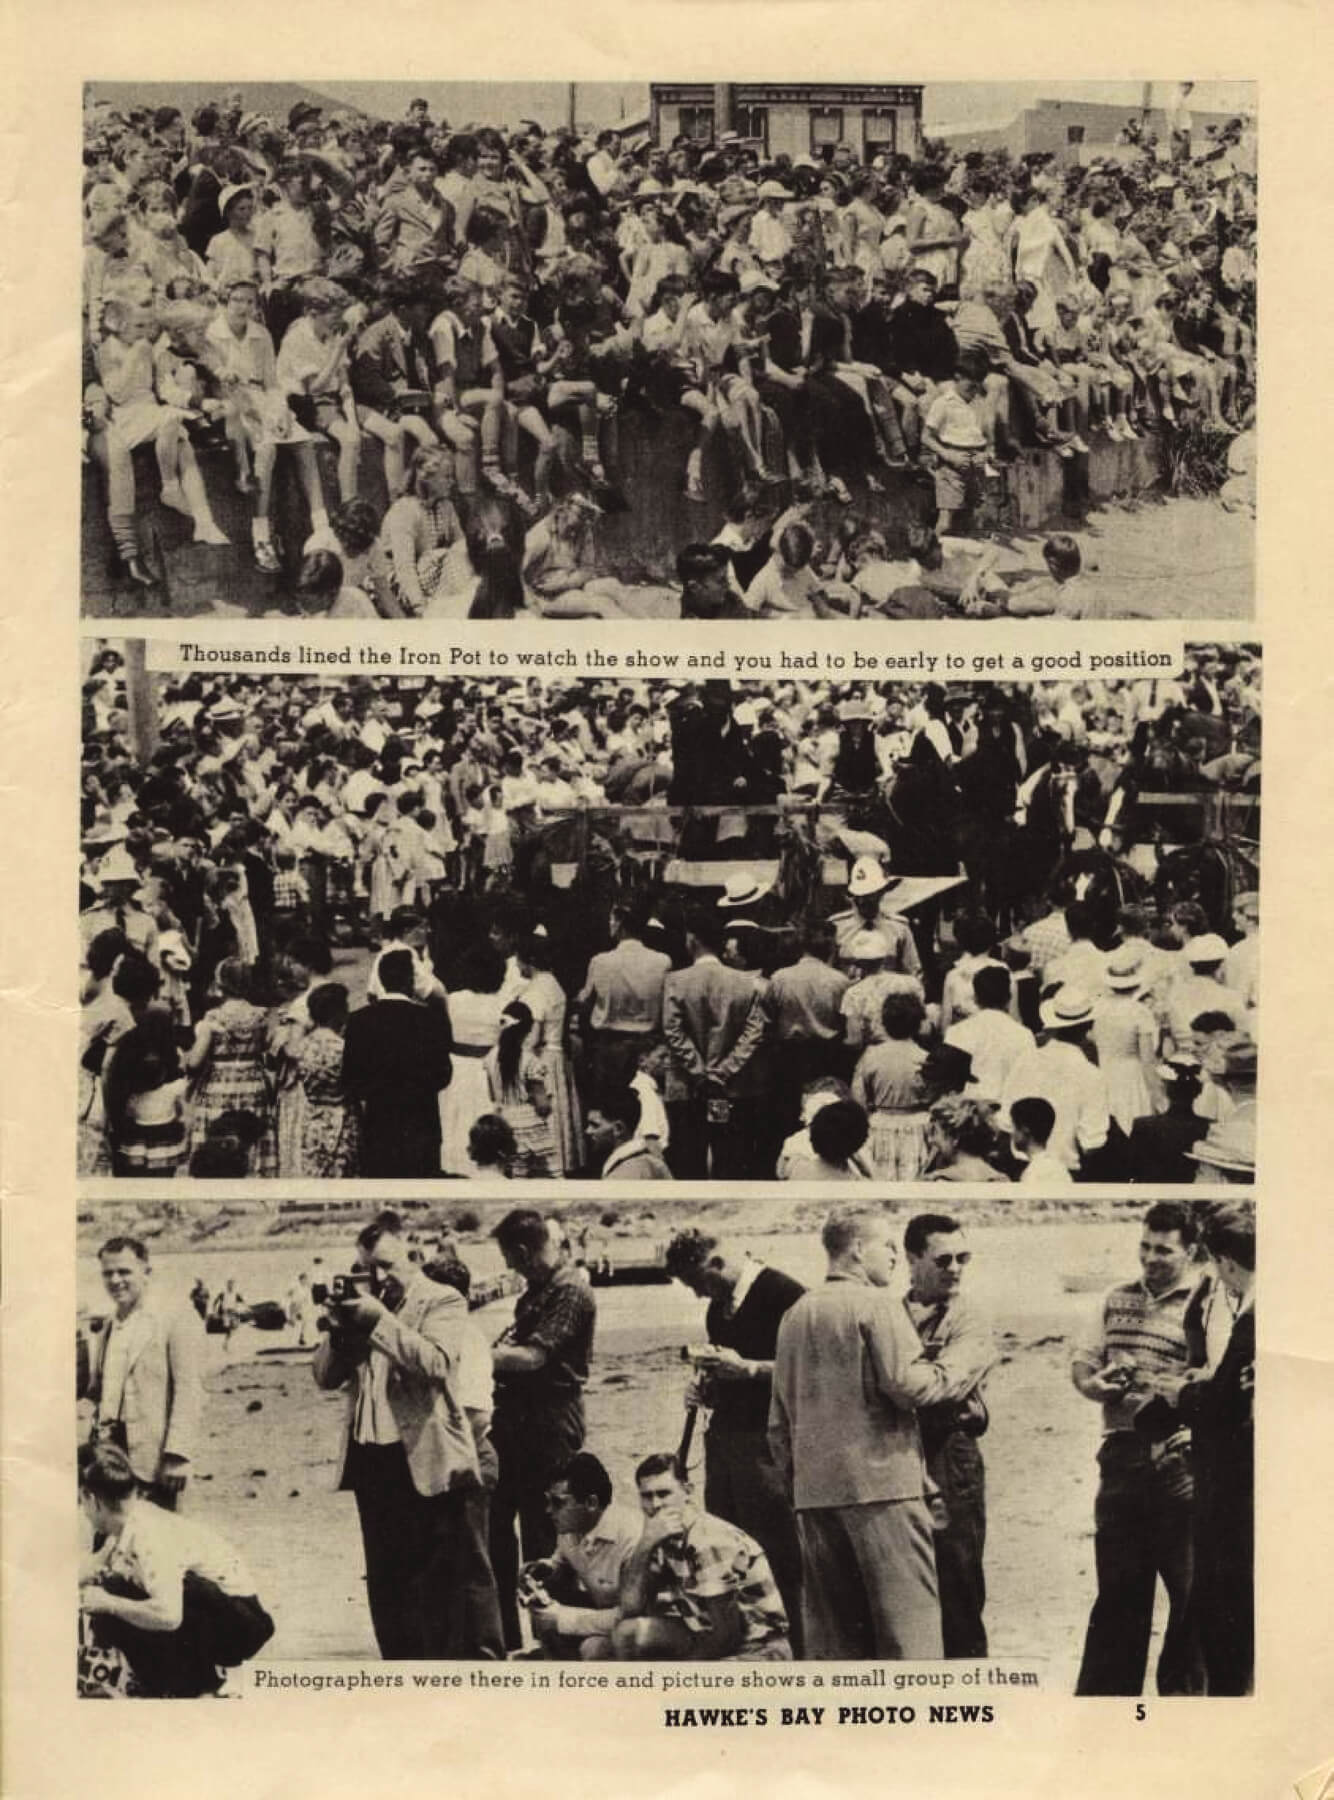 Thousands lined the Iron Pot to watch the show and you had to be early to get a good position
Photographers were there in force and picture shows a small group of them
HAWKE'S BAY PHOTO NEWS 5